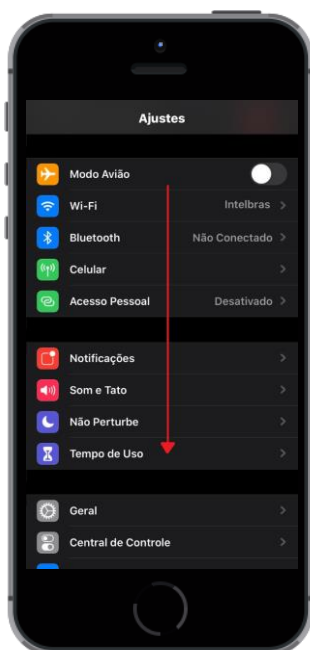 Ajustes
Modo Avião
Wi-Fi Intelbras
Bluetooth Não Conectado
Celular
Acesso Pessoal Desativado
Notificações
Som e Tato
Não Perturbe
Tempo de Uso
Geral
Central de Controle